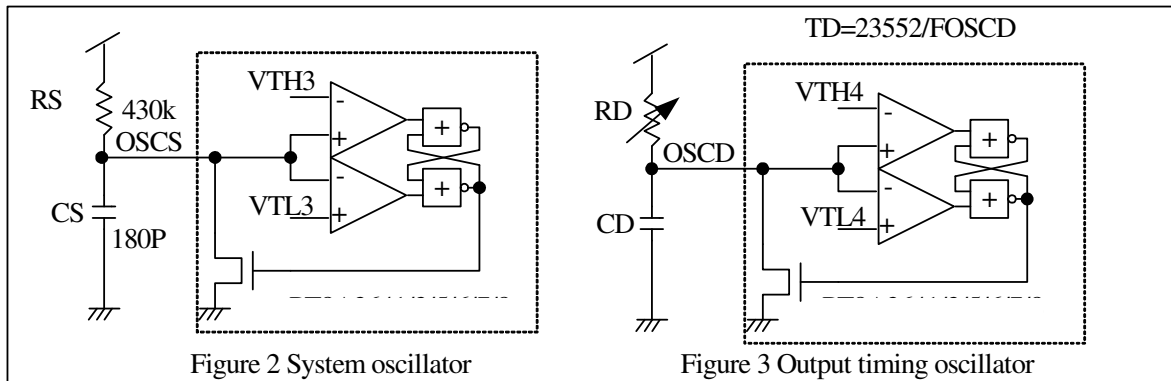 TD=23552/FOSCD
RS
430k
OSCS
CS
180P
VTH3
-
+
-
+
VTL3
+
+
Figure 2 System oscillator
RD
OSCD
CD
VTH4
-
+
-
+
VTL4
+
+
Figure 3 Output timing oscillator